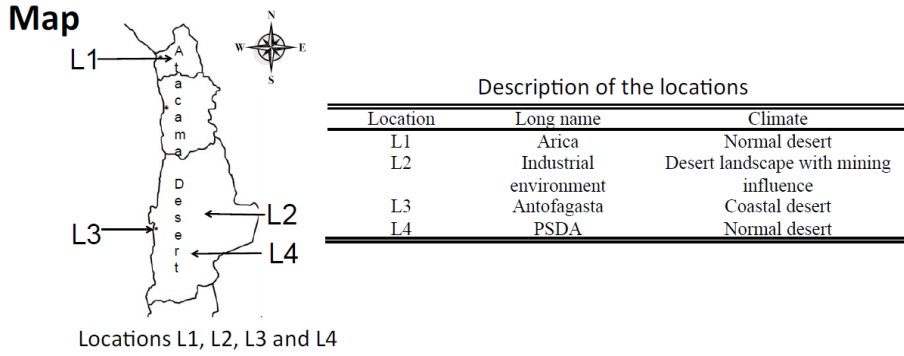 Map
N
W
E
S
L1
Atacama
Desert
L2
L3
L4
Locations L1, L2, L3 and L4
Description of the locations
Location Long name Climate
L1 Arica Normal desert
L2 Industrial Desert landscape with mining
environment influence
L3 Antofagasta Coastal desert
L4 PSDA Normal desert